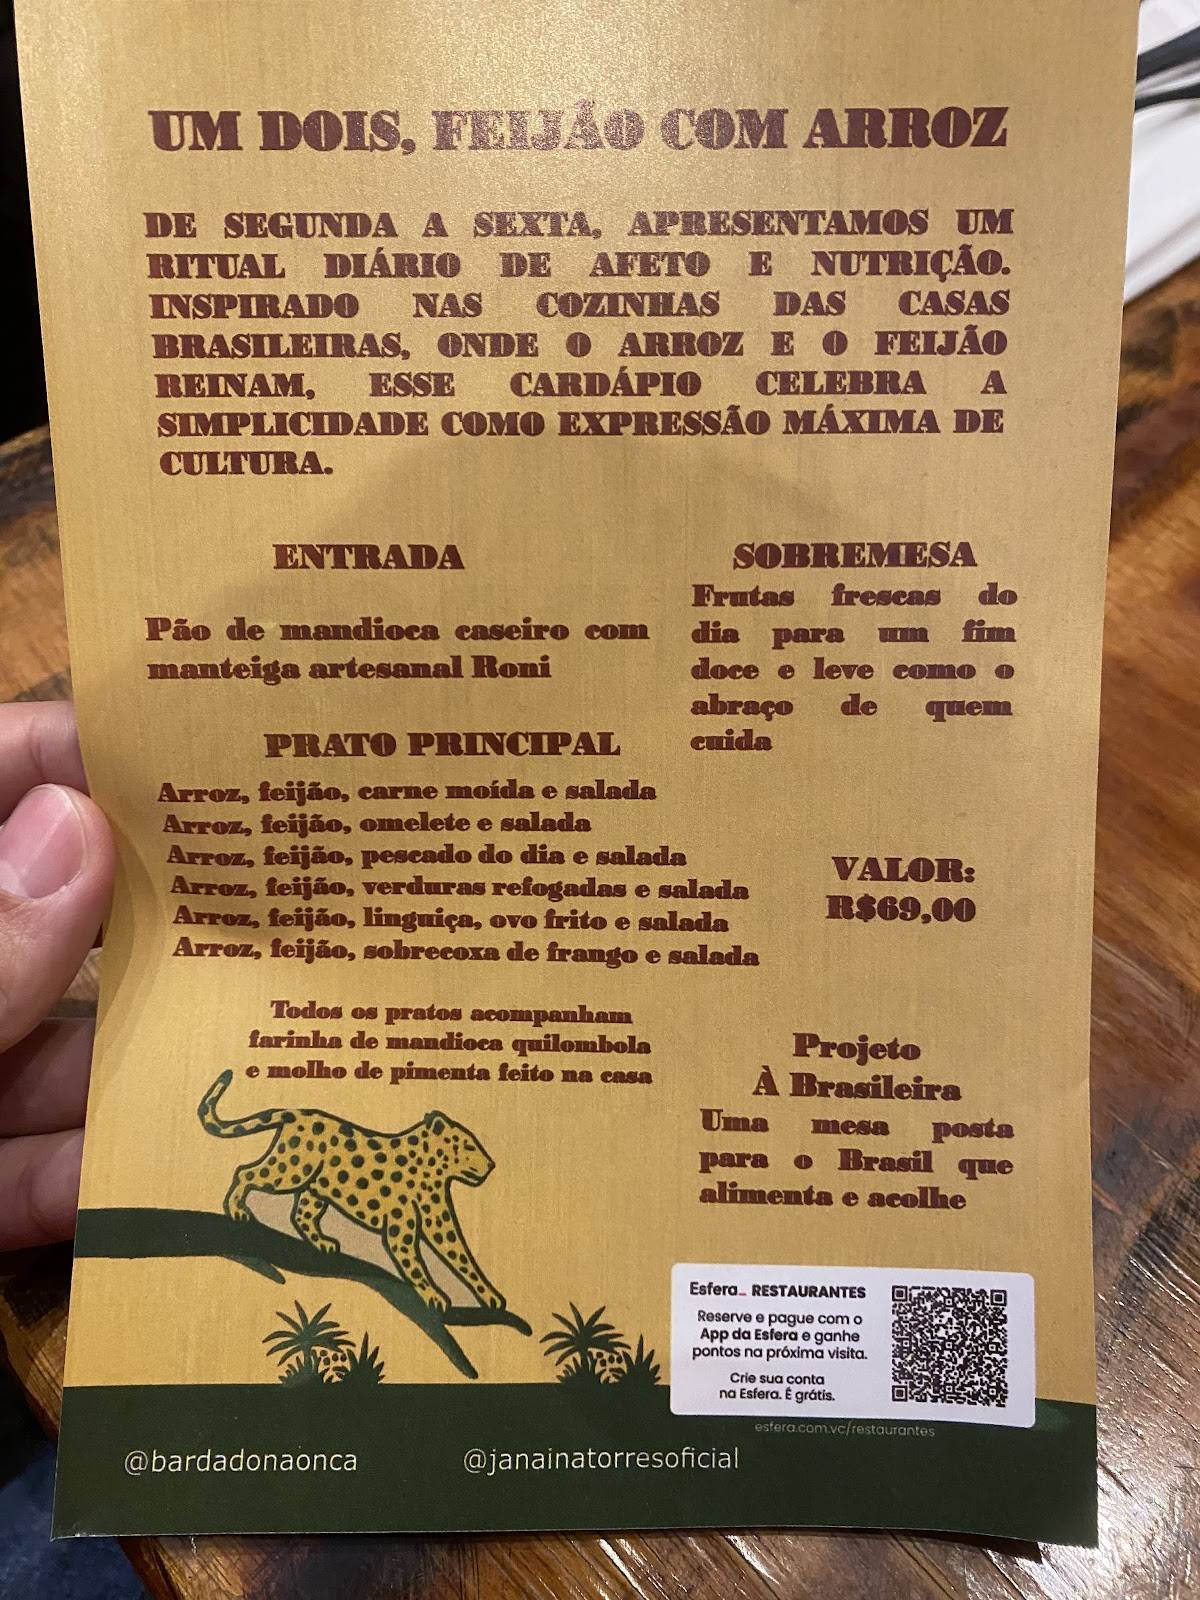 UM DOIS, FEIJÃO COM ARROZ
DE SEGUNDA A SEXTA, APRESENTAMOS UM
RITUAL DIÁRIO DE AFETO E NUTRIÇÃO.
INSPIRADO NAS COZINHAS DAS CASAS
BRASILEIRAS, ONDE O ARROZ E O FEIJÃO
REINAM, ESSE CARDÁPIO CELEBRA A
SIMPLICIDADE COMO EXPRESSÃO MÁXIMA DE
CULTURA.
ENTRADA
Pão de mandioca caseiro com
manteiga artesanal Roni
PRATO PRINCIPAL
Arroz, feijão, carne moída e salada
Arroz, feijão, omelete e salada
Arroz, feijão, pescado do dia e salada
Arroz, feijão, verduras refogadas e salada
Arroz, feijão, linguiça, ovo frito e salada
Arroz, feijão, sobrecoxa de frango e salada
Todos os pratos acompanham
farinha de mandioca quilombola
e molho de pimenta feito na casa
SOBREMESA
Frutas frescas do
dia para um fim
doce e leve como o
abraço de quem
cuida
VALOR:
R$69,00
Projeto
À Brasileira
Uma mesa posta
para o Brasil que
alimenta e acolhe
Esfera_ RESTAURANTES
Reserve e pague com o
App da Esfera e ganhe
pontos na próxima visita.
Crie sua conta
na Esfera. É grátis.
esfera.com.vc/restaurantes
@bardadonaonca
@janainatorresoficial